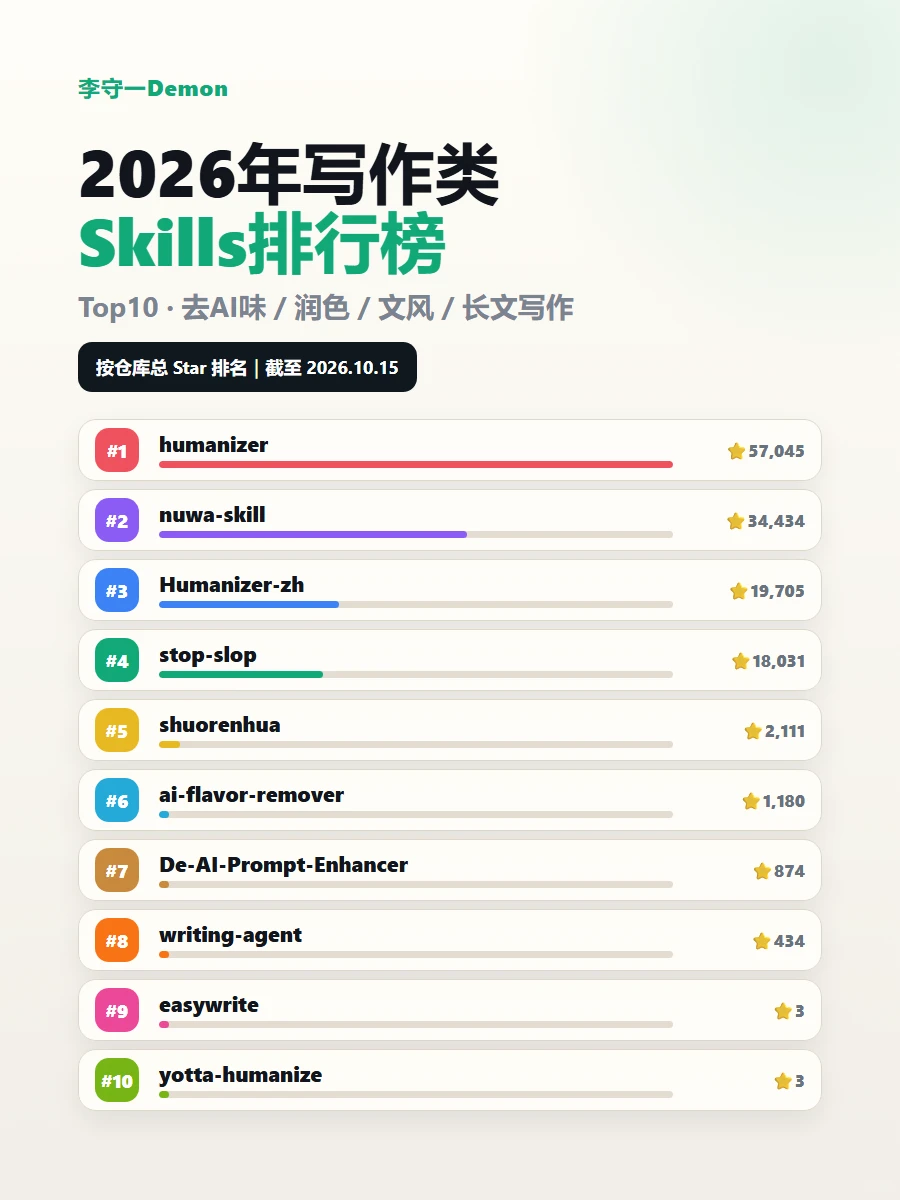 李守一Demon
2026年写作类
Skills排行榜
Top10 · 去AI味 / 润色 / 文风 / 长文写作
按仓库总 Star 排名｜截至 2026.10.15
#1 humanizer ⭐57,045
#2 nuwa-skill ⭐34,434
#3 Humanizer-zh ⭐19,705
#4 stop-slop ⭐18,031
#5 shuorenhua ⭐2,111
#6 ai-flavor-remover ⭐1,180
#7 De-AI-Prompt-Enhancer ⭐874
#8 writing-agent ⭐434
#9 easywrite ⭐3
#10 yotta-humanize ⭐3